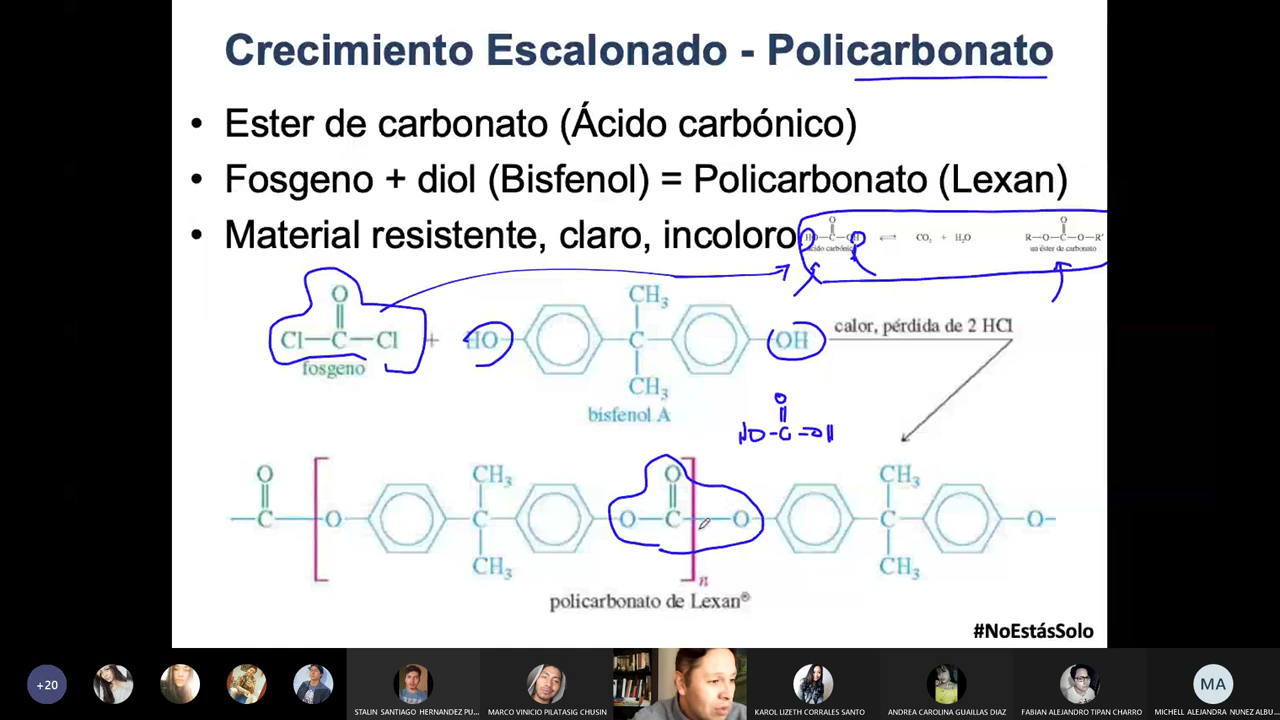 Crecimiento Escalonado - Policarbonato
• Ester de carbonato (Ácido carbónico)
• Fosgeno + diol (Bisfenol) = Policarbonato (Lexan)
• Material resistente, claro, incoloro
O O
C CO₂ + H₂O R—O—C—O—R'
ácido carbónico un éster de carbonato
O CH₃
Cl—C—Cl + HO C OH calor, pérdida de 2 HCl
fosgeno CH₃
bisfenol A
O
HO-C-OH
O CH₃ O CH₃
C O C O—C—O C O
CH₃ n CH₃
policarbonato de Lexan®
#NoEstásSolo
+20
STALIN SANTIAGO HERNANDEZ PU...
MARCO VINICIO PILATASIG CHUSIN
KAROL LIZETH CORRALES SANTO
ANDREA CAROLINA GUAILLAS DIAZ
FABIAN ALEJANDRO TIPAN CHARRO
MA
MICHELL ALEJANDRA NUNEZ ALBU...